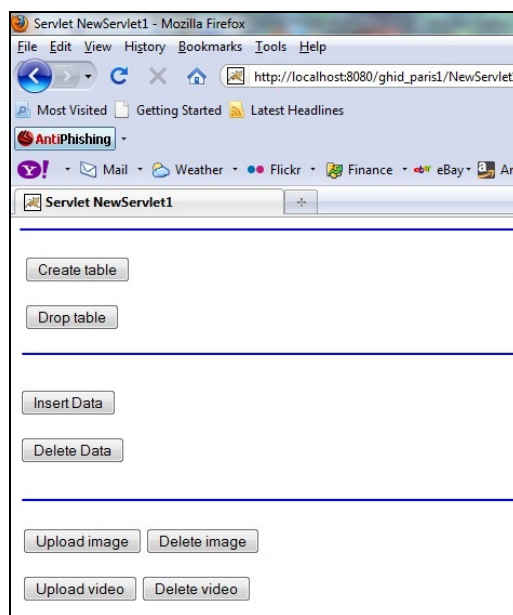 Servlet NewServlet1 - Mozilla Firefox
File Edit View History Bookmarks Tools Help
http://localhost:8080/ghid_paris1/NewServlet
Most Visited Getting Started Latest Headlines
AntiPhishing
Y! Mail Weather Flickr Finance eBay
Servlet NewServlet1
Create table
Drop table
Insert Data
Delete Data
Upload image Delete image
Upload video Delete video